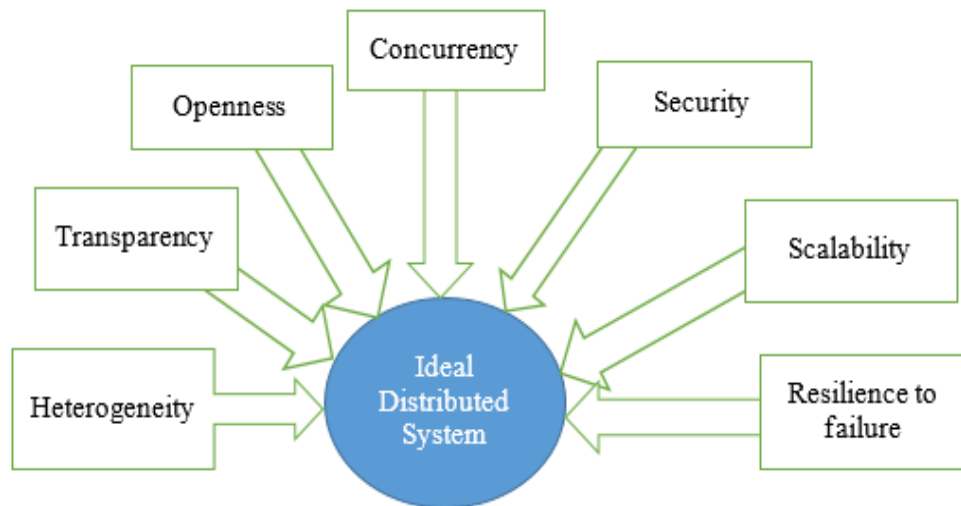 Concurrency
Openness
Security
Transparency
Scalability
Heterogeneity
Ideal
Distributed
System
Resilience to
failure